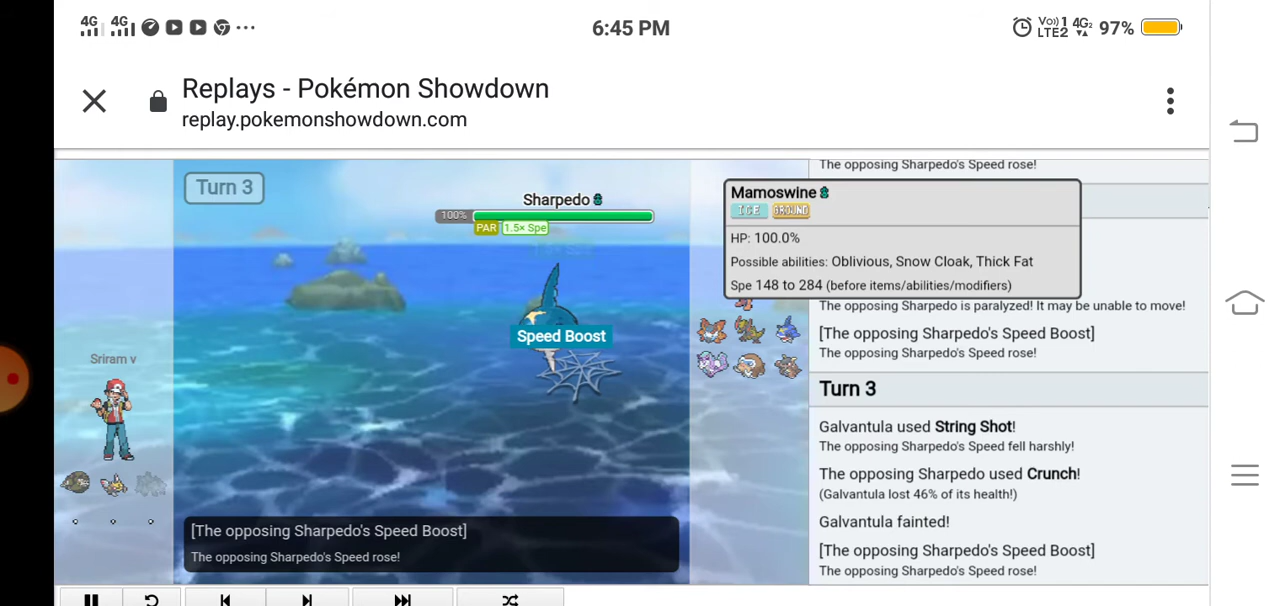 4G 4G ... 6:45 PM Vo)) 1 LTE2 4G2 97%
Replays - Pokémon Showdown
replay.pokemonshowdown.com
Turn 3
Sharpedo
100%
PAR 1.5× Spe
Speed Boost
Sriram v
[The opposing Sharpedo's Speed Boost]
The opposing Sharpedo's Speed rose!
The opposing Sharpedo's Speed rose!
Mamoswine
ICE GROUND
HP: 100.0%
Possible abilities: Oblivious, Snow Cloak, Thick Fat
Spe 148 to 284 (before items/abilities/modifiers)
The opposing Sharpedo is paralyzed! It may be unable to move!
[The opposing Sharpedo's Speed Boost]
The opposing Sharpedo's Speed rose!
Turn 3
Galvantula used String Shot!
The opposing Sharpedo's Speed fell harshly!
The opposing Sharpedo used Crunch!
(Galvantula lost 46% of its health!)
Galvantula fainted!
[The opposing Sharpedo's Speed Boost]
The opposing Sharpedo's Speed rose!